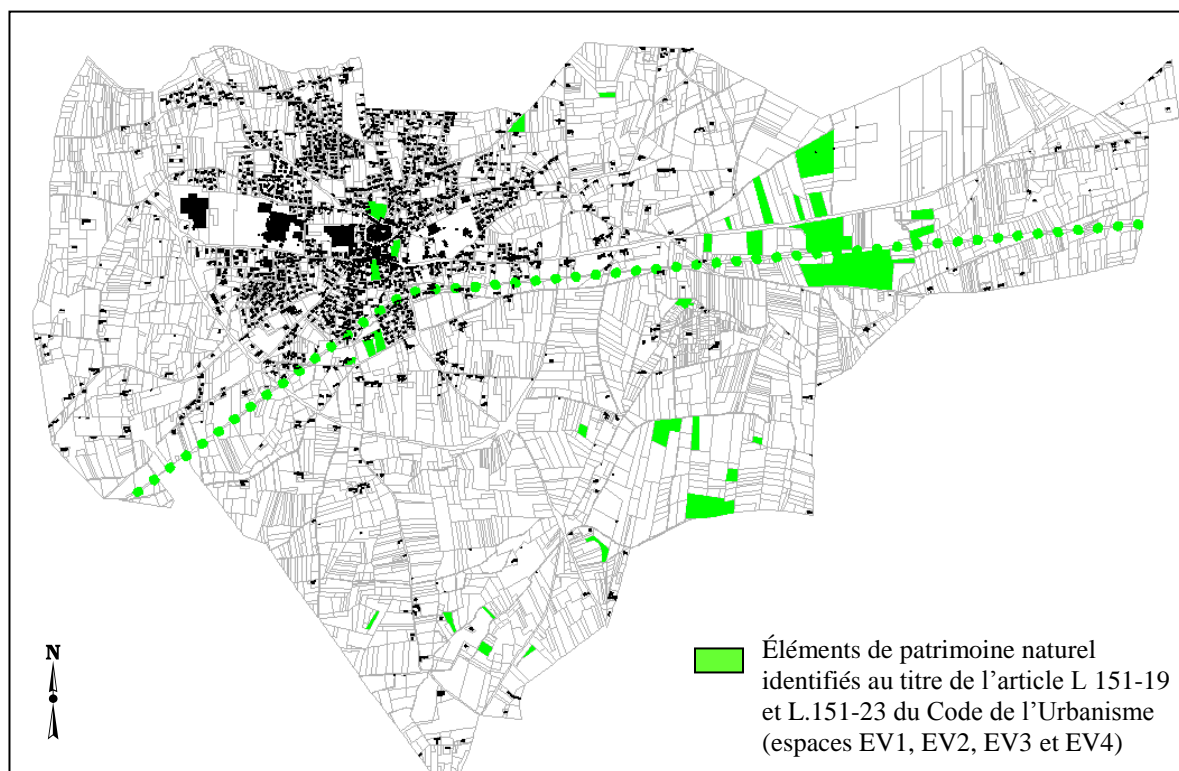 N
Éléments de patrimoine naturel
identifiés au titre de l’article L 151-19
et L.151-23 du Code de l’Urbanisme
(espaces EV1, EV2, EV3 et EV4)